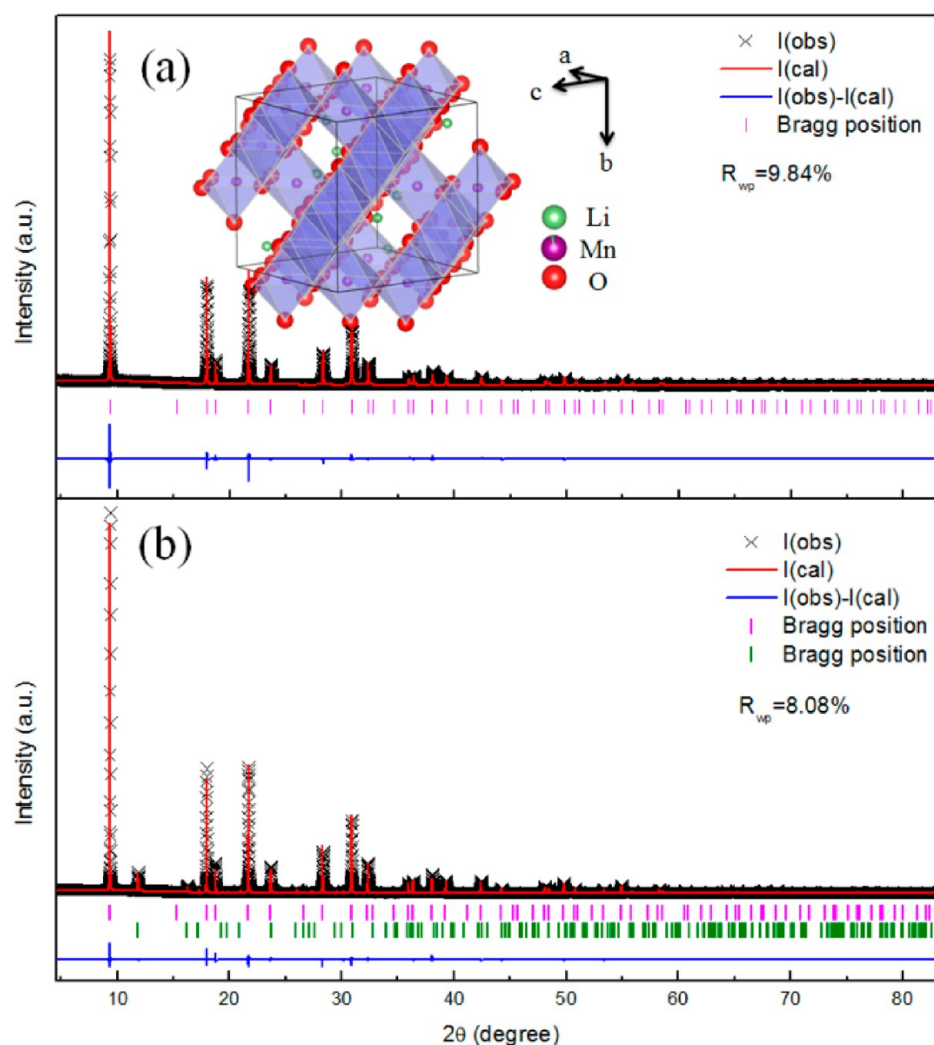 (a)
a
c
b
Li
Mn
O
I(obs)
I(cal)
I(obs)-I(cal)
Bragg position
Rwp=9.84%
Intensity (a.u.)
(b)
I(obs)
I(cal)
I(obs)-I(cal)
Bragg position
Bragg position
Rwp=8.08%
Intensity (a.u.)
10 20 30 40 50 60 70 80
2θ (degree)